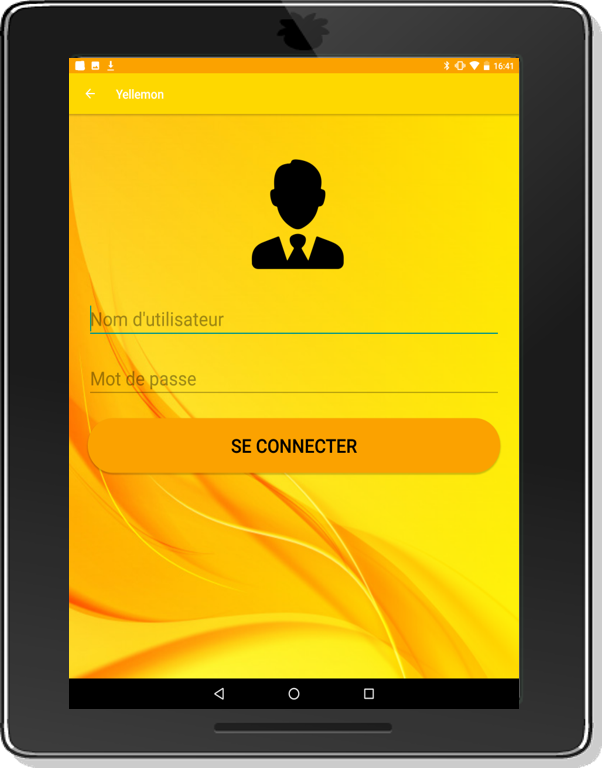 16:41
Yellemon
Nom d'utilisateur
Mot de passe
SE CONNECTER